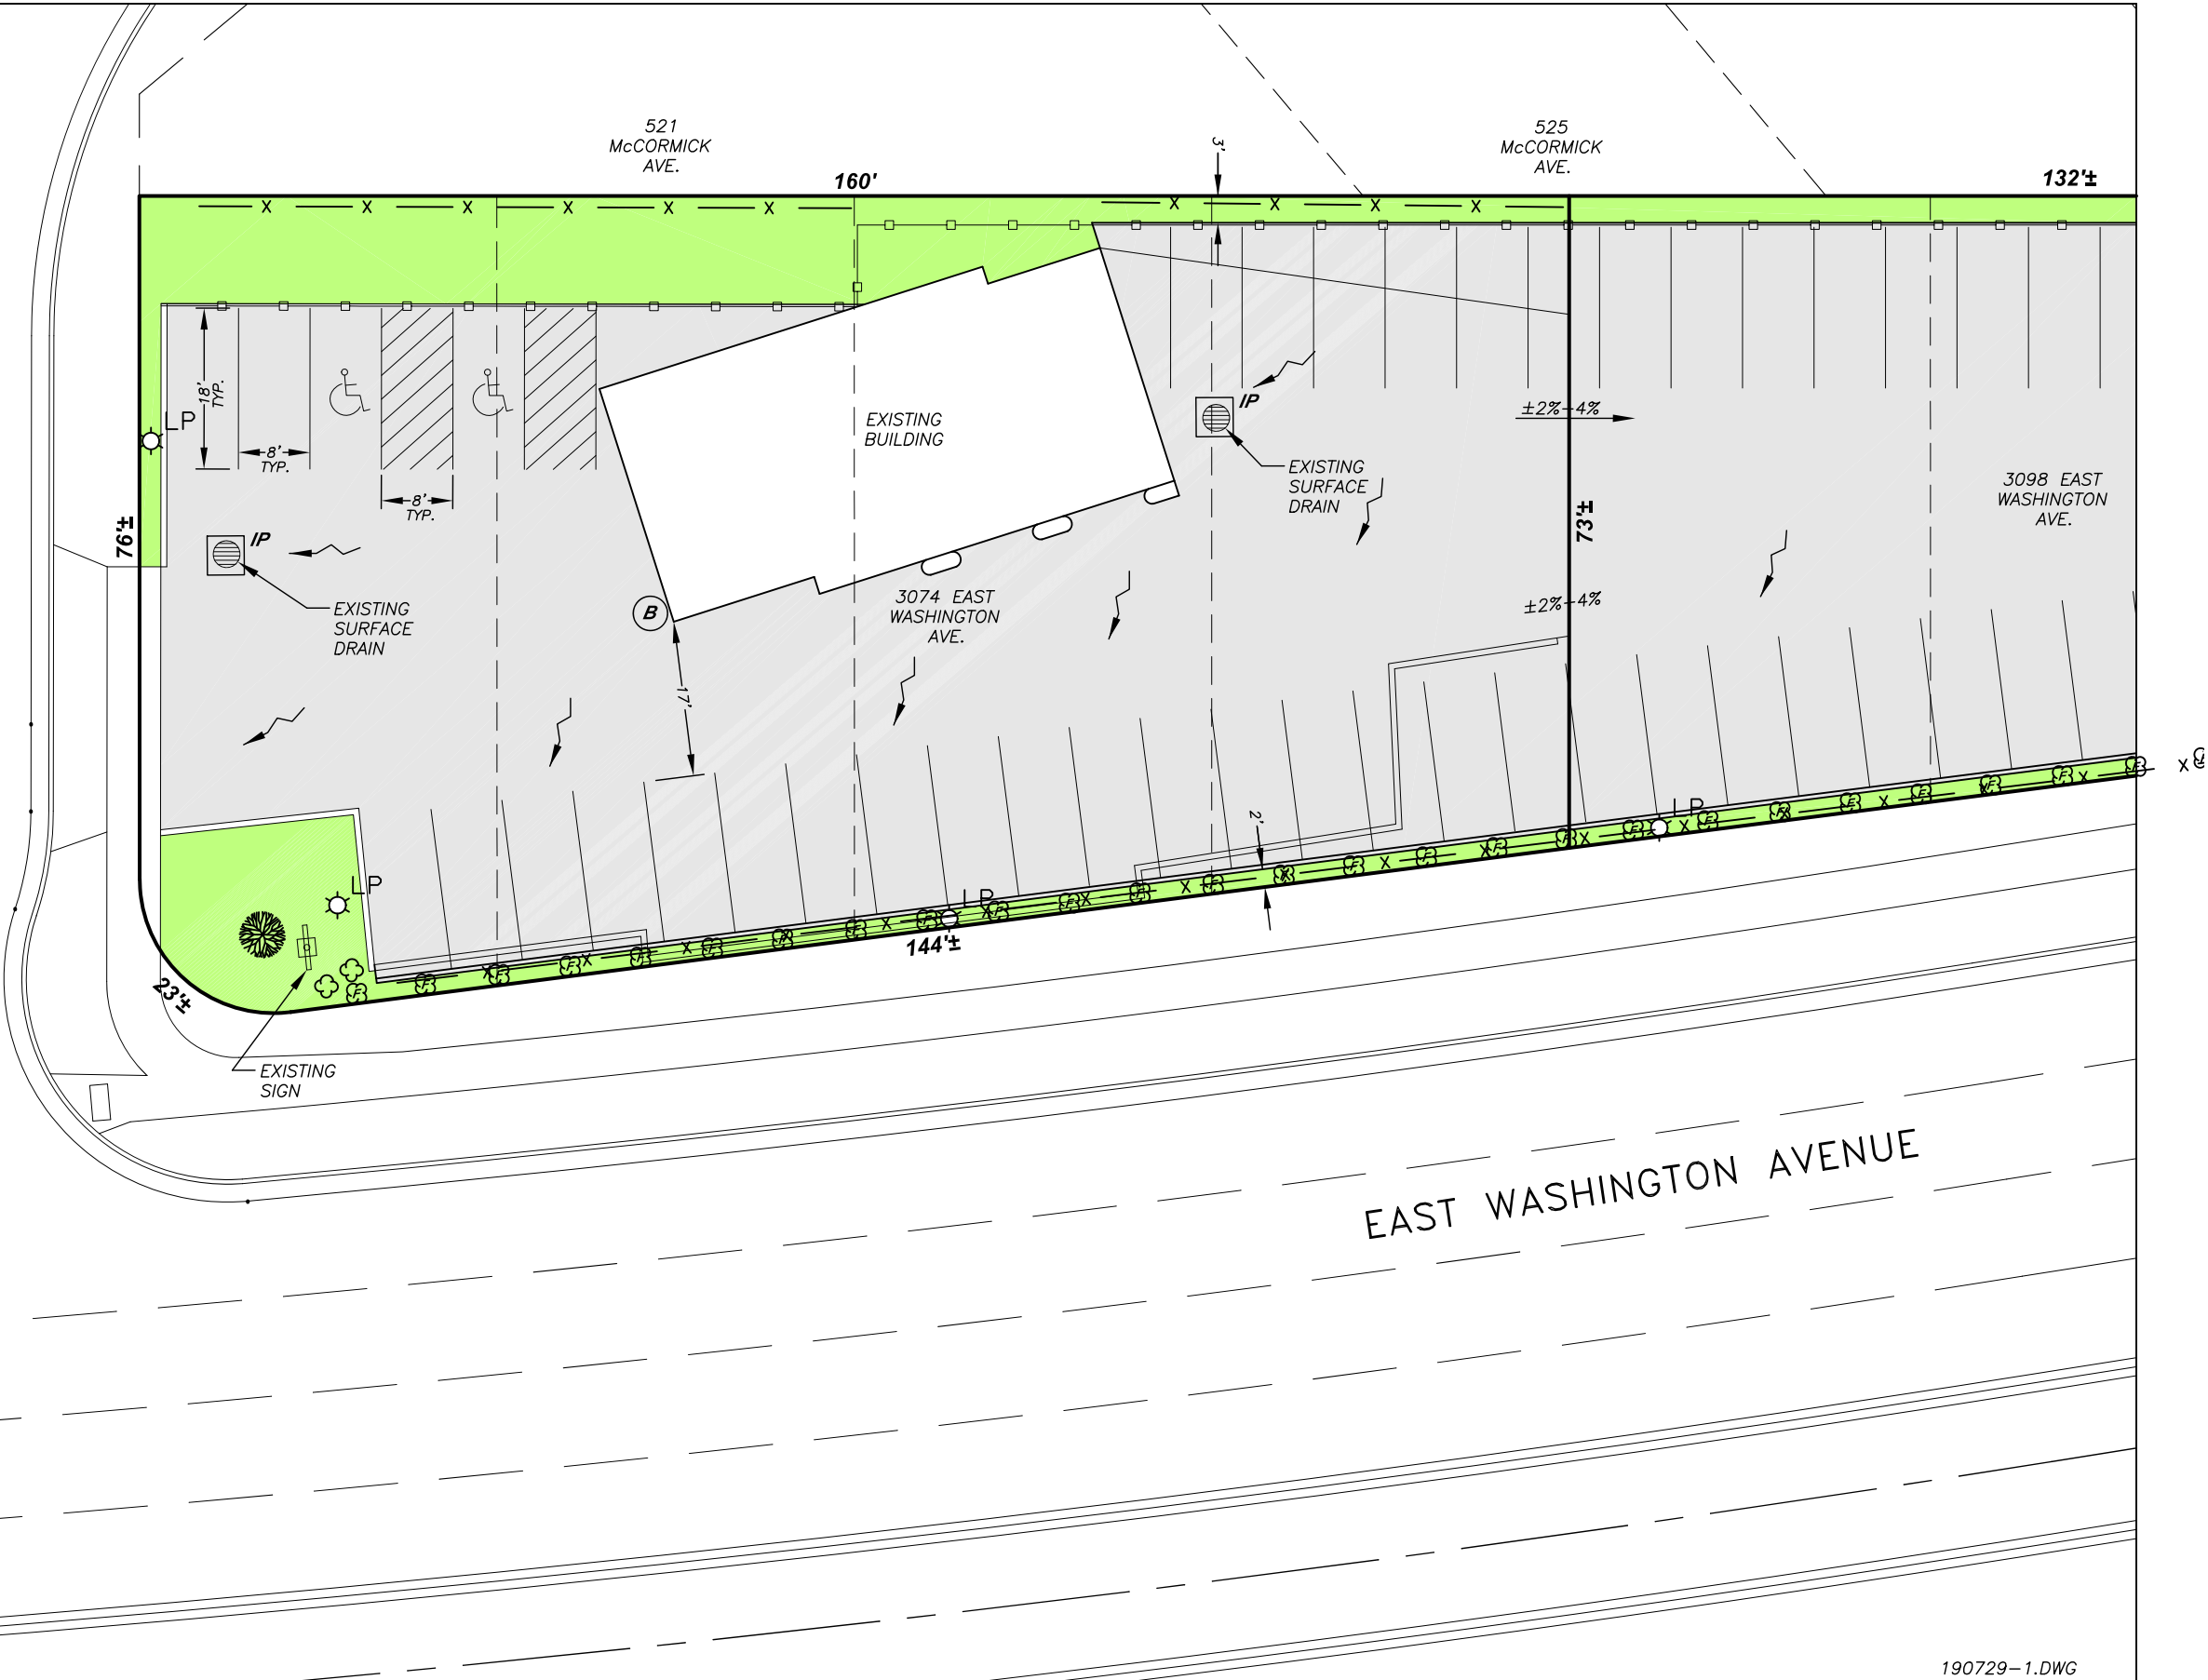 521
McCORMICK
AVE.
525
McCORMICK
AVE.
3'
160'
132'±
X X X X X X X X X X
18'
TYP.
LP
8'
TYP.
8'
TYP.
EXISTING
BUILDING
IP
EXISTING
SURFACE
DRAIN
±2%-4%
3098 EAST
WASHINGTON
AVE.
76'±
73'±
IP
EXISTING
SURFACE
DRAIN
B
3074 EAST
WASHINGTON
AVE.
±2%-4%
17'
2'
LP
LP
LP
144'±
23'±
EXISTING
SIGN
EAST WASHINGTON AVENUE
190729-1.DWG